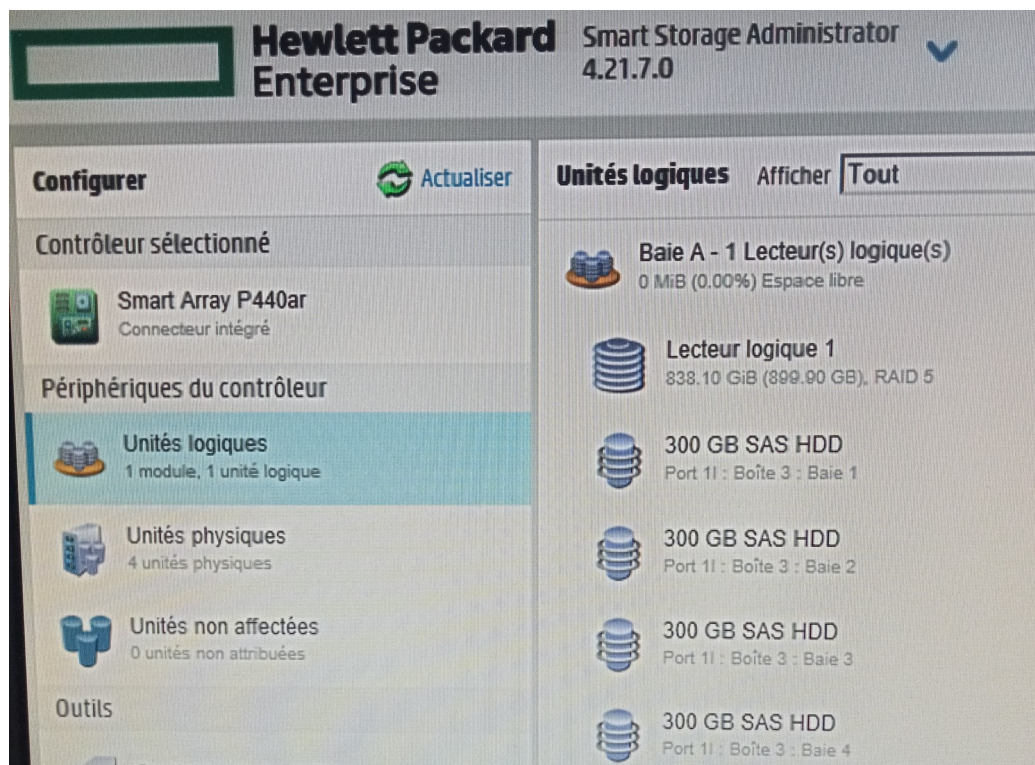 Hewlett Packard
Enterprise
Smart Storage Administrator
4.21.7.0
Configurer
Actualiser
Contrôleur sélectionné
Smart Array P440ar
Connecteur intégré
Périphériques du contrôleur
Unités logiques
1 module, 1 unité logique
Unités physiques
4 unités physiques
Unités non affectées
0 unités non attribuées
Outils
Unités logiques
Afficher
Tout
Baie A - 1 Lecteur(s) logique(s)
0 MiB (0.00%) Espace libre
Lecteur logique 1
838.10 GiB (899.90 GB), RAID 5
300 GB SAS HDD
Port 1I : Boîte 3 : Baie 1
300 GB SAS HDD
Port 1I : Boîte 3 : Baie 2
300 GB SAS HDD
Port 1I : Boîte 3 : Baie 3
300 GB SAS HDD
Port 1I : Boîte 3 : Baie 4